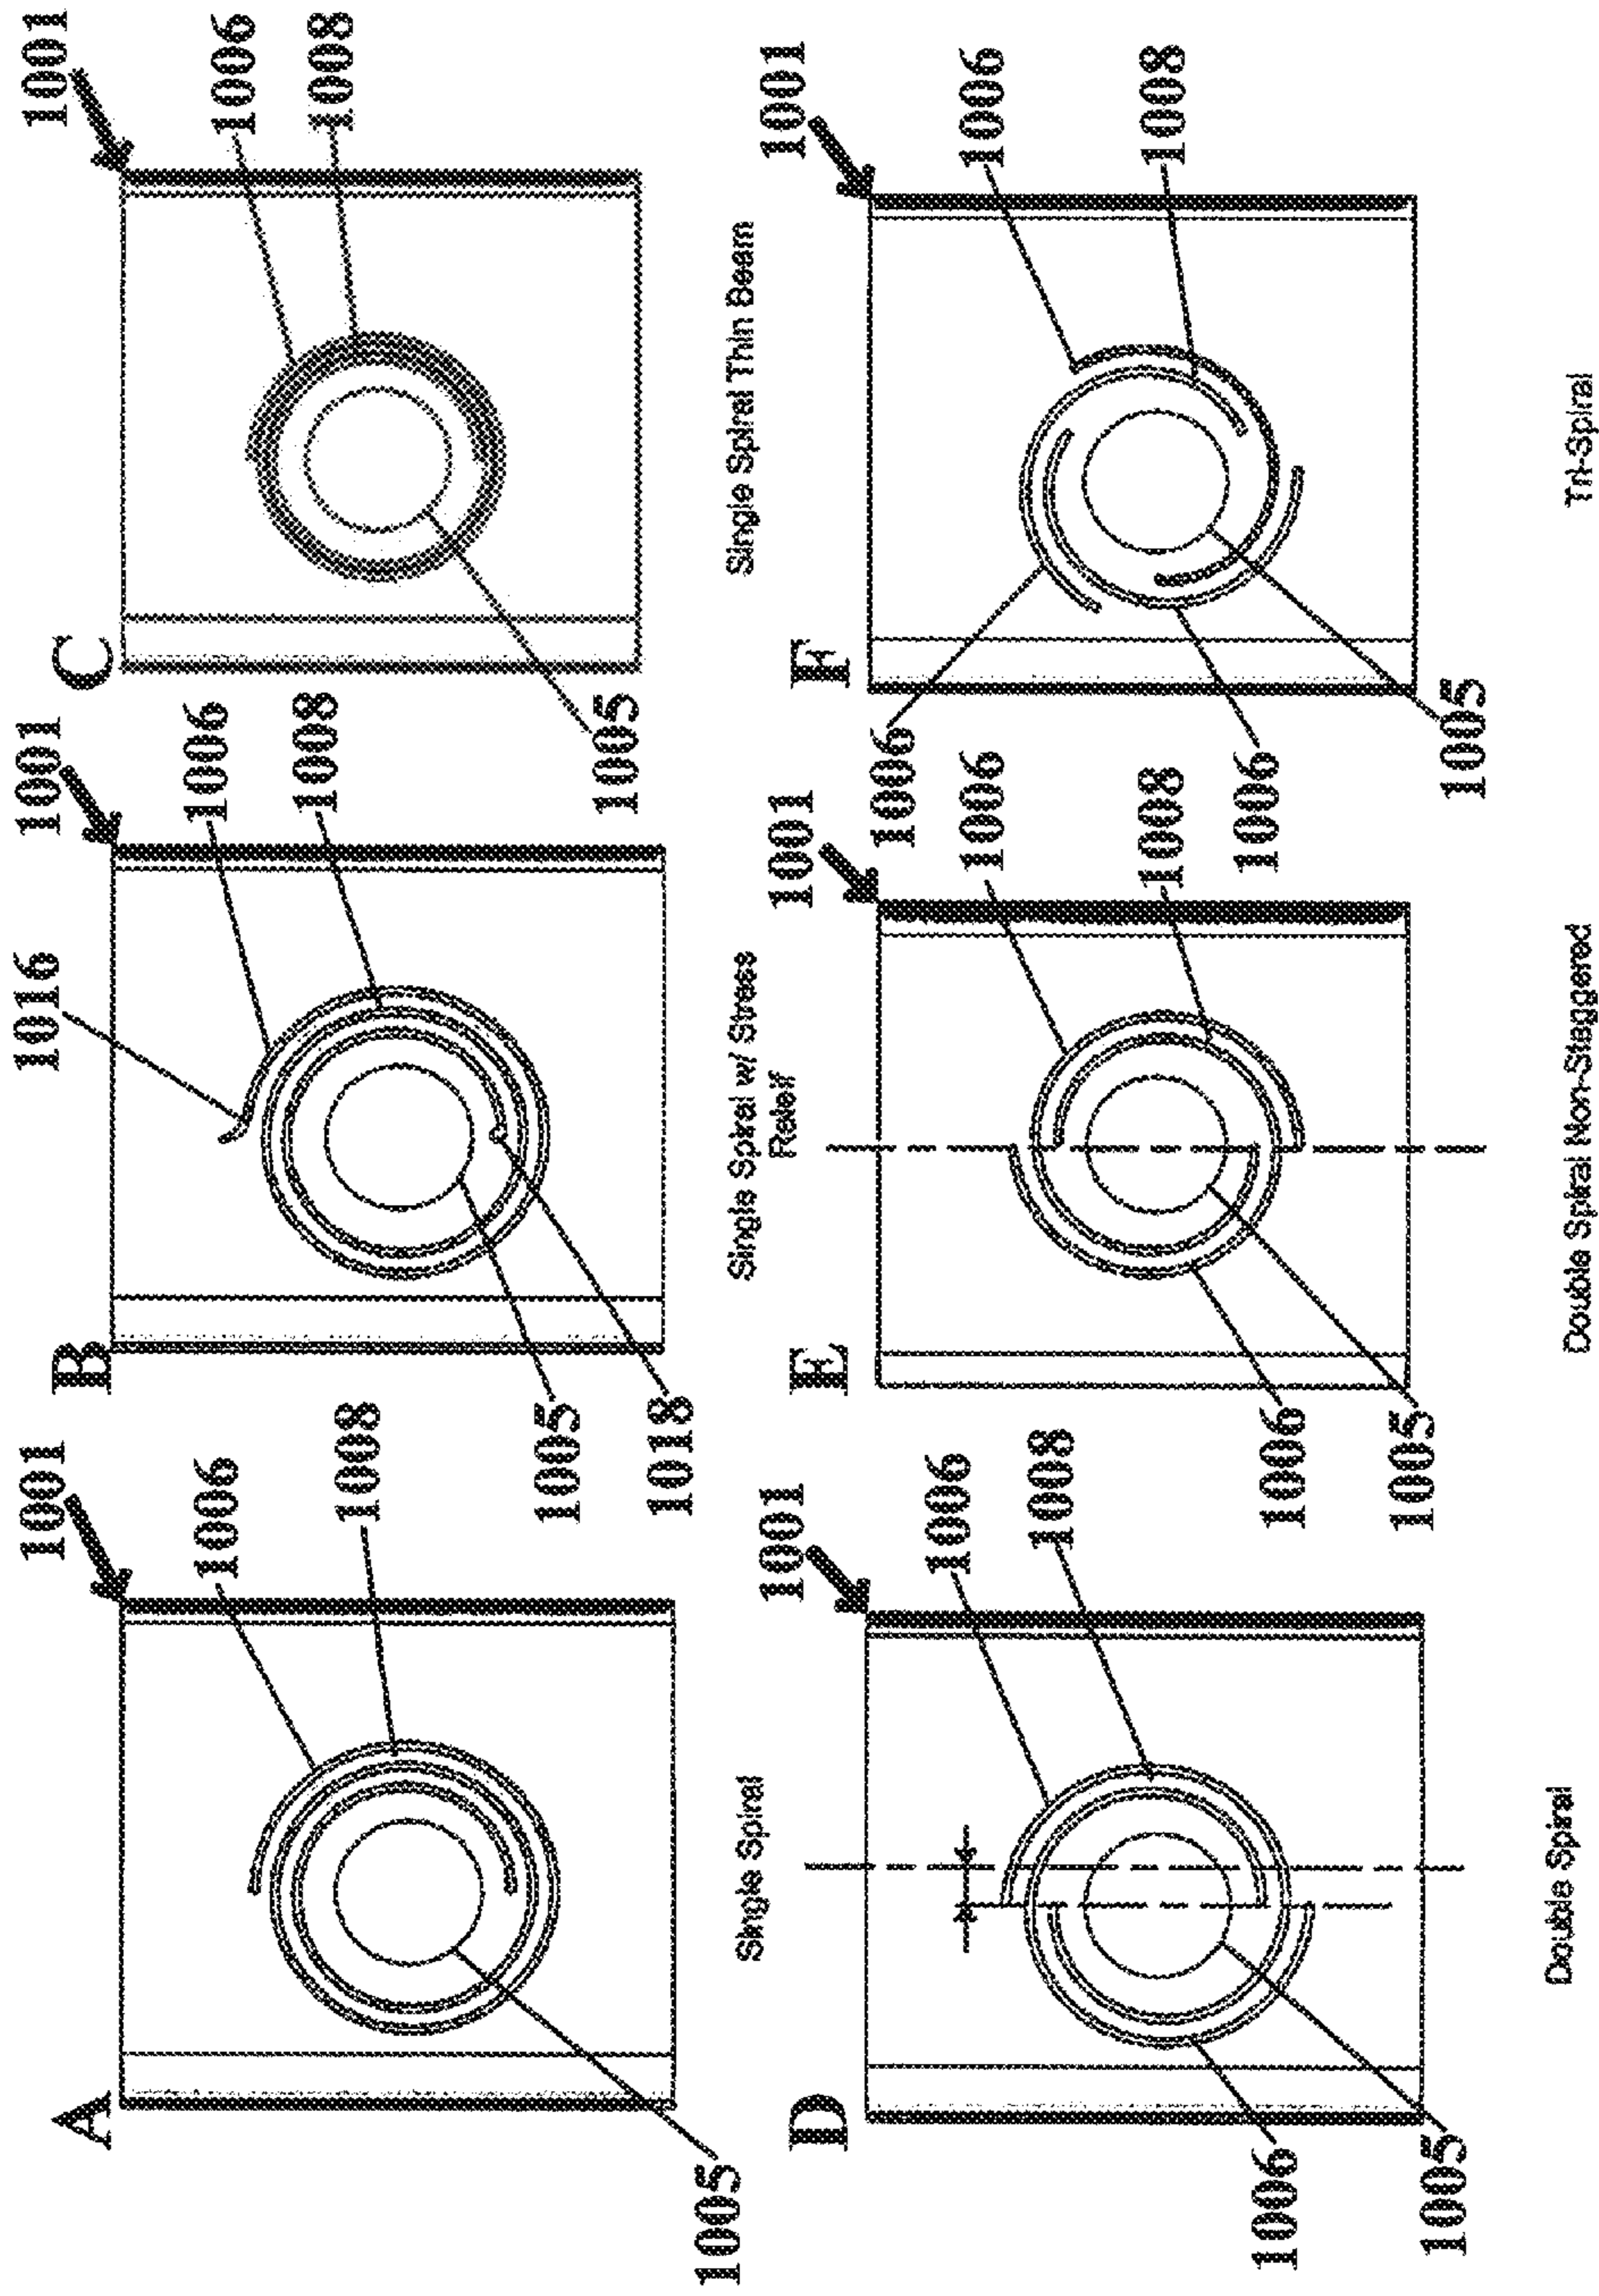 A
1001
1006
1008
1005
Single Spiral
B
1016
1001
1006
1008
1005
1018
Single Spiral w/ Stress
Releif
C
1001
1006
1008
1005
Single Spiral Thin Beam
D
1001
1006
1008
1006
1005
Double Spiral
E
1001
1006
1008
1006
1005
Double Spiral Non-Staggered
F
1001
1006
1008
1006
1006
1005
Tri-Spiral